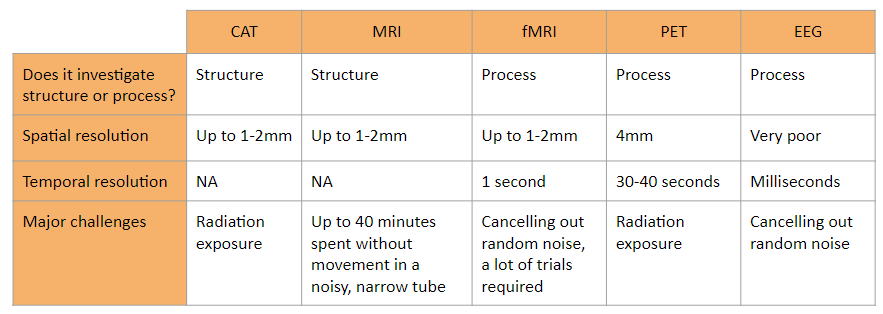 CAT MRI fMRI PET EEG
Does it investigate structure or process? Structure Structure Process Process Process
Spatial resolution Up to 1-2mm Up to 1-2mm Up to 1-2mm 4mm Very poor
Temporal resolution NA NA 1 second 30-40 seconds Milliseconds
Major challenges Radiation exposure Up to 40 minutes spent without movement in a noisy, narrow tube Cancelling out random noise, a lot of trials required Radiation exposure Cancelling out random noise